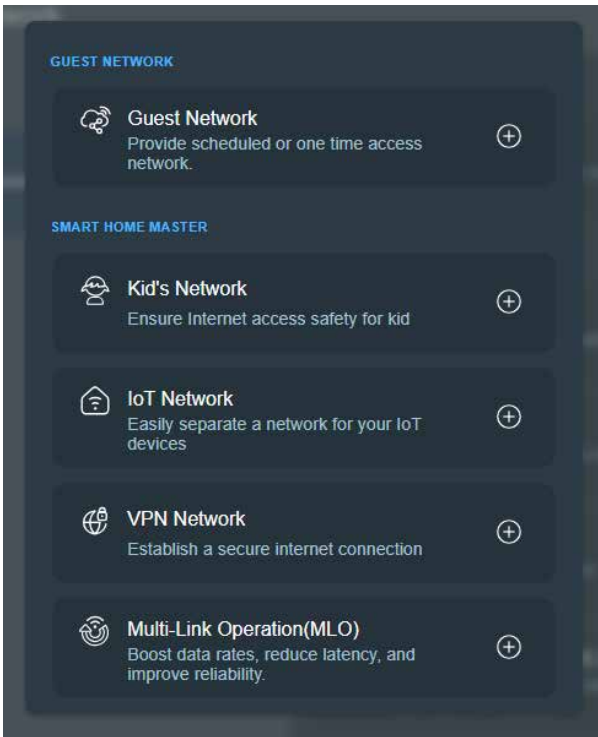 GUEST NETWORK
Guest Network
Provide scheduled or one time access
network.
SMART HOME MASTER
Kid's Network
Ensure Internet access safety for kid
IoT Network
Easily separate a network for your IoT
devices
VPN Network
Establish a secure internet connection
Multi-Link Operation(MLO)
Boost data rates, reduce latency, and
improve reliability.